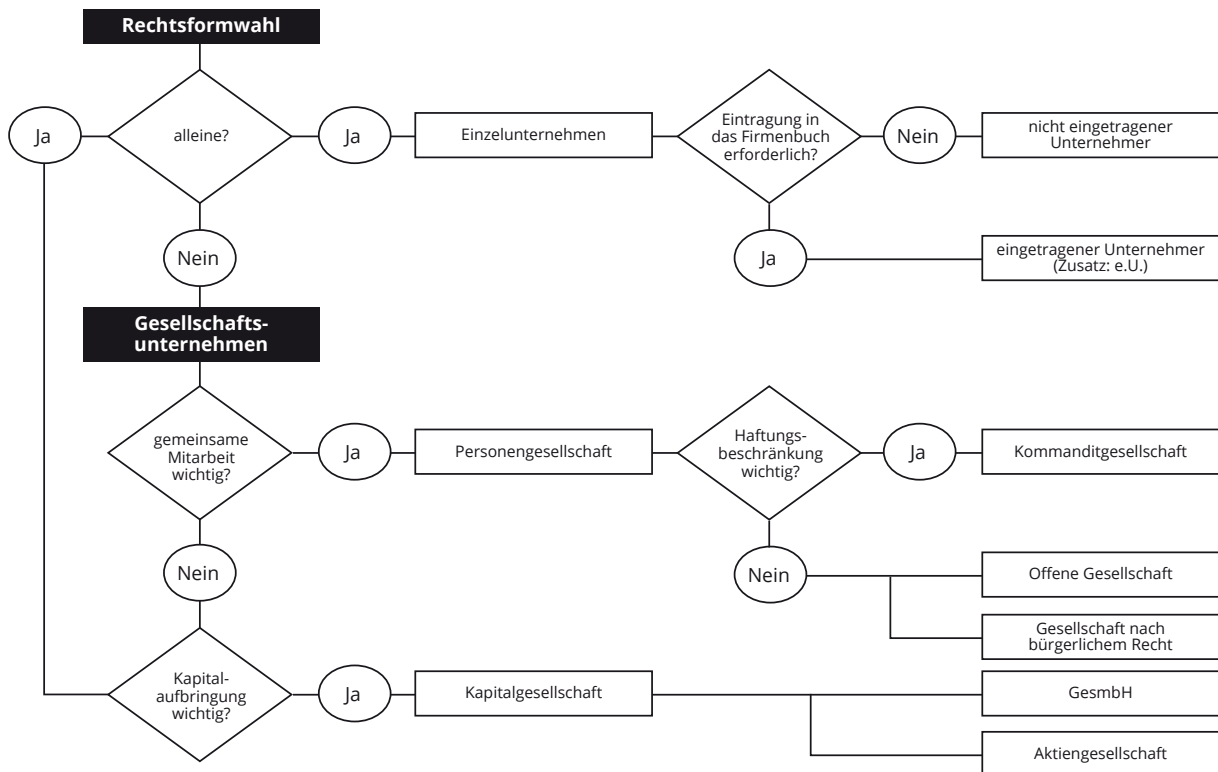 Rechtsformwahl
Ja
alleine?
Ja
Einzelunternehmen
Eintragung in
das Firmenbuch
erforderlich?
Nein
nicht eingetragener
Unternehmer
Nein
Ja
eingetragener Unternehmer
(Zusatz: e.U.)
Gesellschafts-
unternehmen
gemeinsame
Mitarbeit
wichtig?
Ja
Personengesellschaft
Haftungs-
beschränkung
wichtig?
Ja
Kommanditgesellschaft
Nein
Nein
Offene Gesellschaft
Gesellschaft nach
bürgerlichem Recht
Kapital-
aufbringung
wichtig?
Ja
Kapitalgesellschaft
GesmbH
Aktiengesellschaft